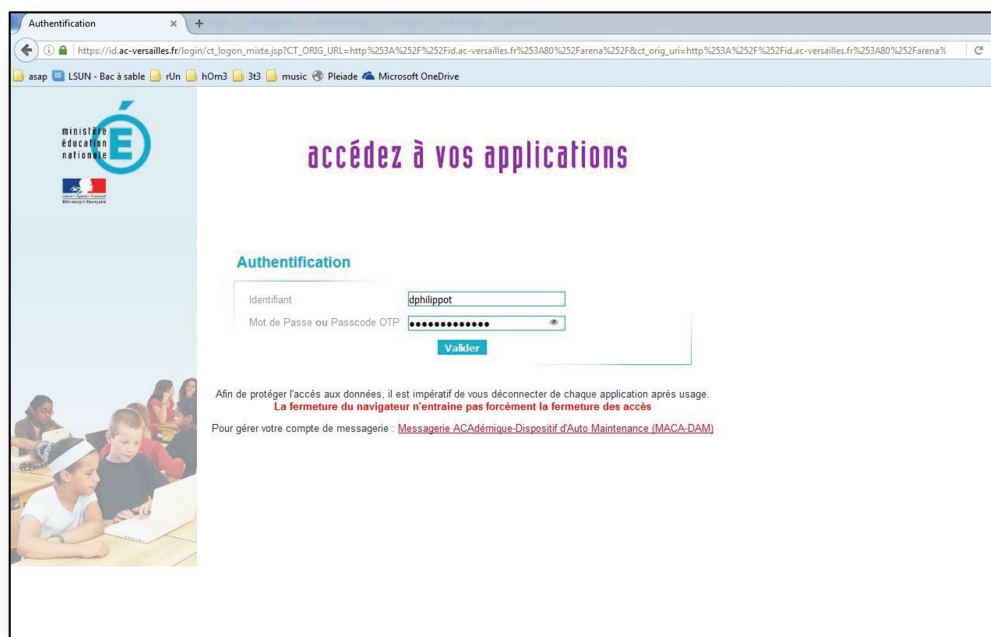 Authentification
https://id.ac-versailles.fr/login/ct_logon_mixte.jsp?CT_ORIG_URL=http%253A%252F%252Fid.ac-versailles.fr%253A80%252Farena%252F&ct_orig_uri=http%253A%252F%252Fid.ac-versailles.fr%253A80%252Farena%
asap LSUN - Bac à sable rUn hOm3 3t3 music Pleiade Microsoft OneDrive
ministère
éducation
nationale
É
Liberté • Égalité • Fraternité
RÉPUBLIQUE FRANÇAISE
accédez à vos applications
Authentification
Identifiant dphilippot
Mot de Passe ou Passcode OTP •••••••••••••
Valider
Afin de protéger l'accès aux données, il est impératif de vous déconnecter de chaque application après usage.
La fermeture du navigateur n'entraine pas forcément la fermeture des accès
Pour gérer votre compte de messagerie : Messagerie ACAdémique-Dispositif d'Auto Maintenance (MACA-DAM)